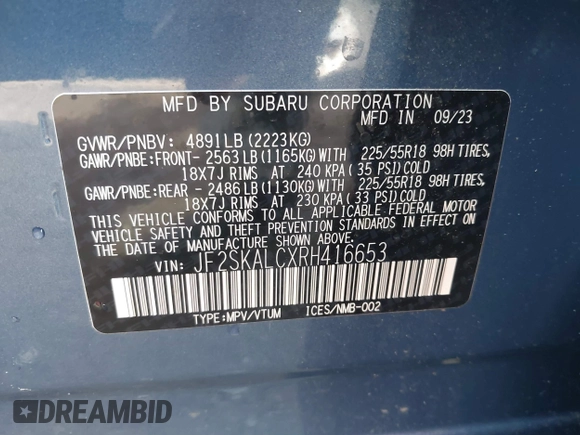 MFD BY SUBARU CORPORATION
MFD IN 09/23
GVWR/PNBV: 4891LB(2223KG)
GAWR/PNBE:FRONT- 2563LB(1165KG)WITH 225/55R18 98H TIRES,
18X7J RIMS AT 240 KPA( 35 PSI)COLD
GAWR/PNBE:REAR - 2486LB(1130KG)WITH 225/55R18 98H TIRES,
18X7J RIMS AT 230 KPA( 33 PSI)COLD
THIS VEHICLE CONFORMS TO ALL APPLICABLE FEDERAL MOTOR
VEHICLE SAFETY AND THEFT PREVENTION STANDARDS IN EFFECT
ON THE DATE OF MANUFACTURE SHOWN ABOVE.
VIN: JF2SKALCXRH416653
TYPE:MPV/VTUM ICES/NMB-002
DREAMBID